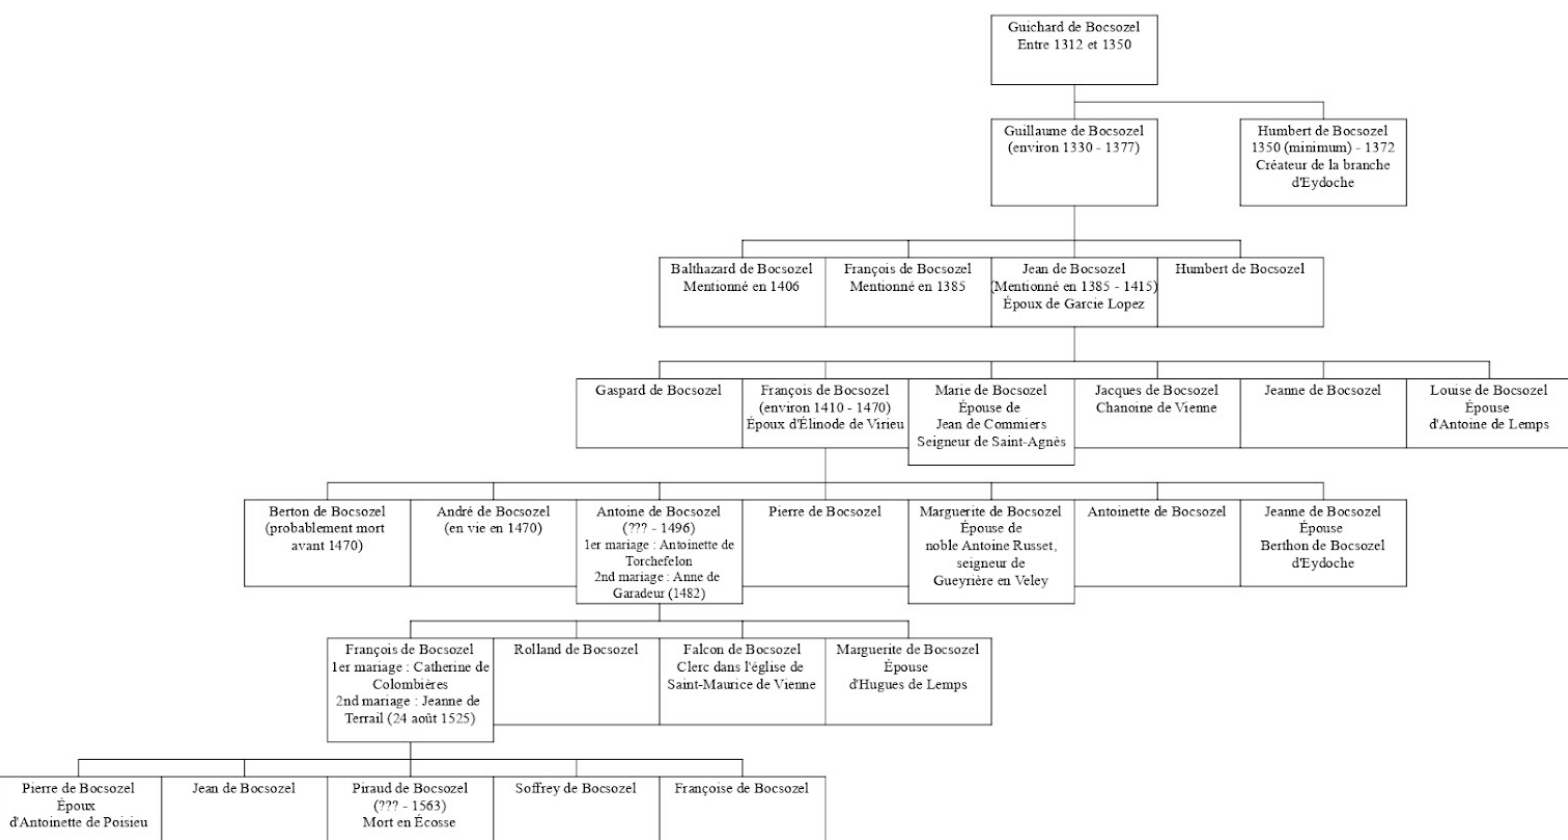 Guichard de Bocsozel
Entre 1312 et 1350
Guillaume de Bocsozel
(environ 1330 - 1377)
Humbert de Bocsozel
1350 (minimum) - 1372
Créateur de la branche
d'Eydoche
Balthazard de Bocsozel
Mentionné en 1406
François de Bocsozel
Mentionné en 1385
Jean de Bocsozel
(Mentionné en 1385 - 1415)
Époux de Garcie Lopez
Humbert de Bocsozel
Gaspard de Bocsozel
François de Bocsozel
(environ 1410 - 1470)
Époux d'Élinode de Virieu
Marie de Bocsozel
Épouse de
Jean de Commiers
Seigneur de Saint-Agnès
Jacques de Bocsozel
Chanoine de Vienne
Jeanne de Bocsozel
Louise de Bocsozel
Épouse
d'Antoine de Lemps
Berton de Bocsozel
(probablement mort
avant 1470)
André de Bocsozel
(en vie en 1470)
Antoine de Bocsozel
(??? - 1496)
1er mariage : Antoinette de
Torchefelon
2nd mariage : Anne de
Garadeur (1482)
Pierre de Bocsozel
Marguerite de Bocsozel
Épouse de
noble Antoine Russet,
seigneur de
Gueyrière en Veley
Antoinette de Bocsozel
Jeanne de Bocsozel
Épouse
Berthon de Bocsozel
d'Eydoche
François de Bocsozel
1er mariage : Catherine de
Colombières
2nd mariage : Jeanne de
Terrail (24 août 1525)
Rolland de Bocsozel
Falcon de Bocsozel
Clerc dans l'église de
Saint-Maurice de Vienne
Marguerite de Bocsozel
Épouse
d'Hugues de Lemps
Pierre de Bocsozel
Époux
d'Antoinette de Poisieu
Jean de Bocsozel
Piraud de Bocsozel
(??? - 1563)
Mort en Écosse
Soffrey de Bocsozel
Françoise de Bocsozel